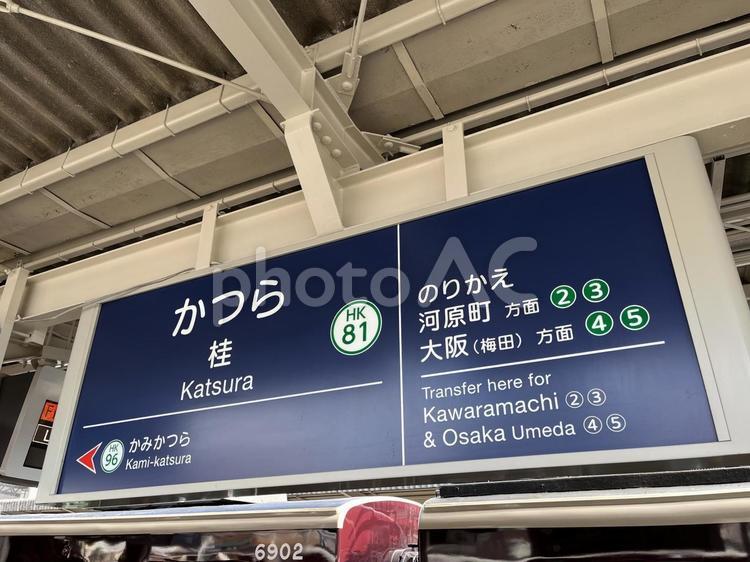 かつら
桂
Katsura
HK
81
HK
96
かみかつら
Kami-katsura
のりかえ
河原町 方面 ② ③
大阪(梅田) 方面 ④ ⑤
Transfer here for
Kawaramachi ② ③
& Osaka Umeda ④ ⑤
photoAC
6902